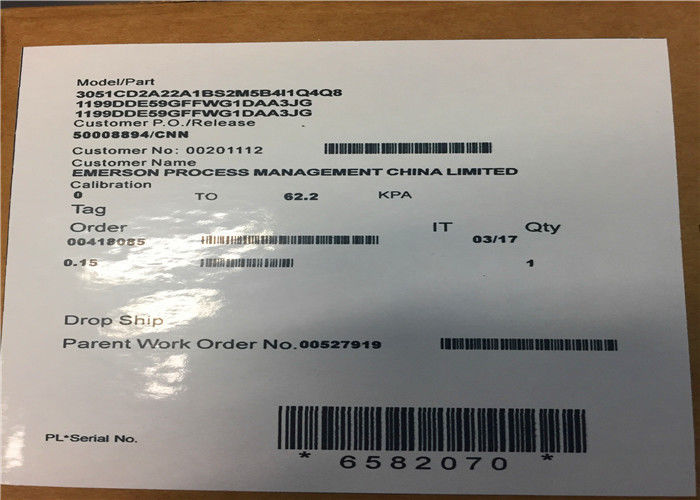 Model/Part
3051CD2A22A1BS2M5B4I1Q4Q8
1199DDE59GFFWG1DAA3JG
1199DDE59GFFWG1DAA3JG
Customer P.O./Release
50008894/CNN
Customer No: 00201112
Customer Name
EMERSON PROCESS MANAGEMENT CHINA LIMITED
Calibration
0 TO 62.2 KPA
Tag
Order IT Qty
00418085 03/17
0.15 1
Drop Ship
Parent Work Order No. 00527919
PL*Serial No.
* 6582070 *